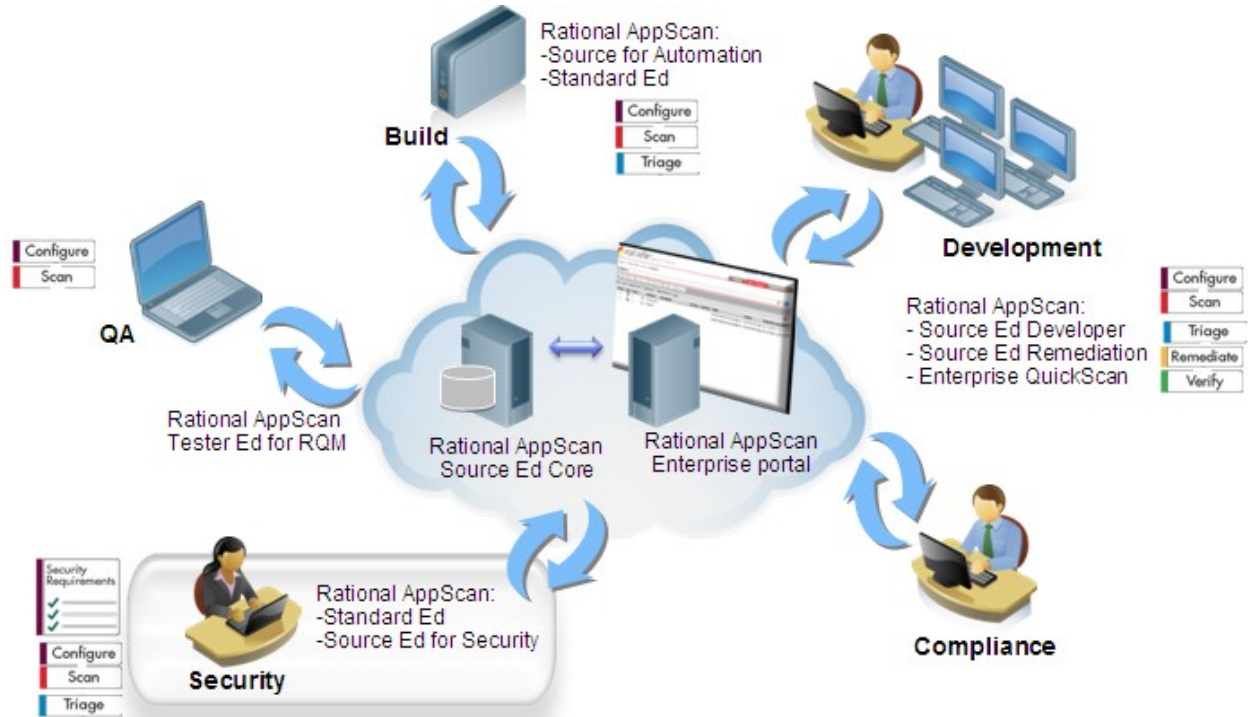 Rational AppScan:
-Source for Automation
-Standard Ed
Build
Configure
Scan
Triage
Development
Rational AppScan:
- Source Ed Developer
- Source Ed Remediation
- Enterprise QuickScan
Configure
Scan
Triage
Remediate
Verify
Configure
Scan
QA
Rational AppScan
Tester Ed for RQM
Rational AppScan
Source Ed Core
Rational AppScan
Enterprise portal
Security
Requirements
Configure
Scan
Triage
Rational AppScan:
-Standard Ed
-Source Ed for Security
Security
Compliance